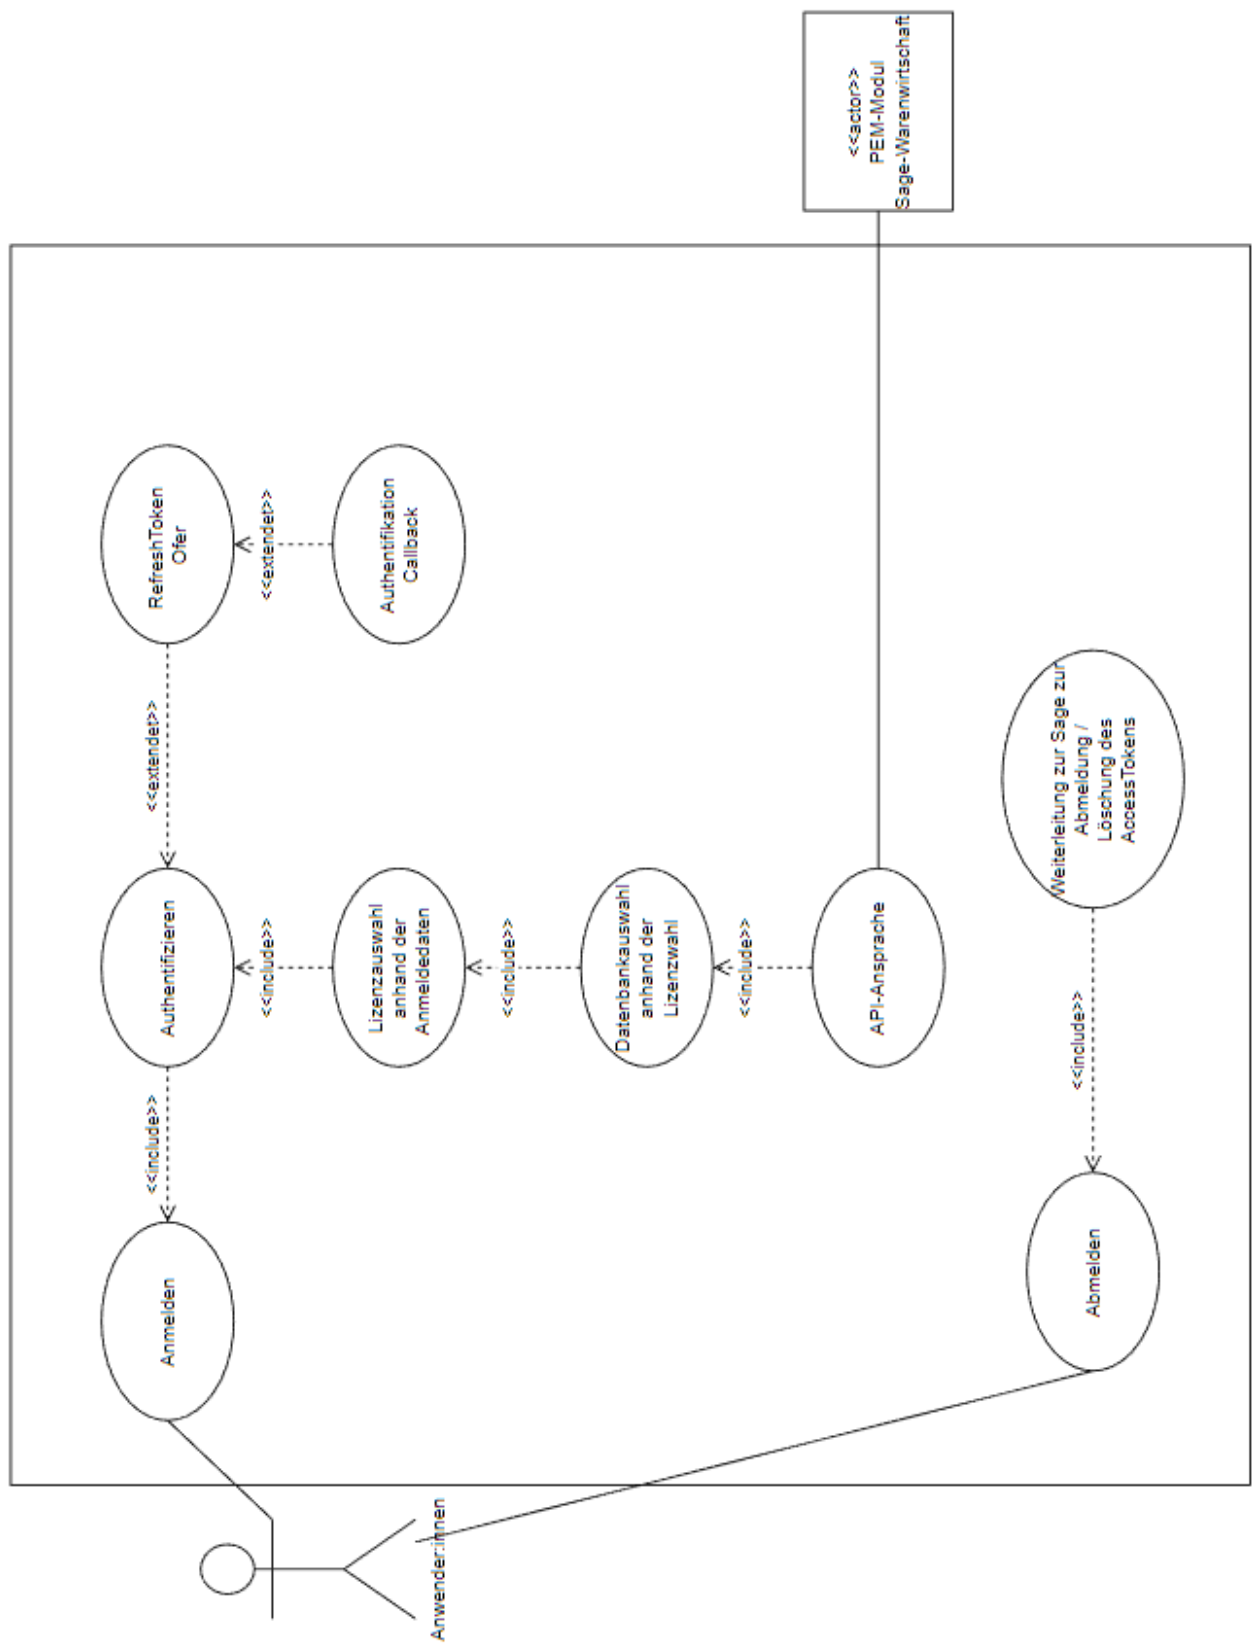 Anwender:innen
Anmelden
<<include>>
Authentifizieren
<<extendet>>
RefreshToken
Ofer
<<extendet>>
Authentifikation
Callback
<<include>>
Lizenzauswahl
anhand der
Anmeldedaten
<<include>>
Datenbankauswahl
anhand der
Lizenzwahl
<<include>>
API-Ansprache
<<actor>>
PEM-Modul
Sage-Warenwirtschaft
Abmelden
<<include>>
Weiterleitung zur Sage zur
Abmeldung /
Löschung des
AccessTokens